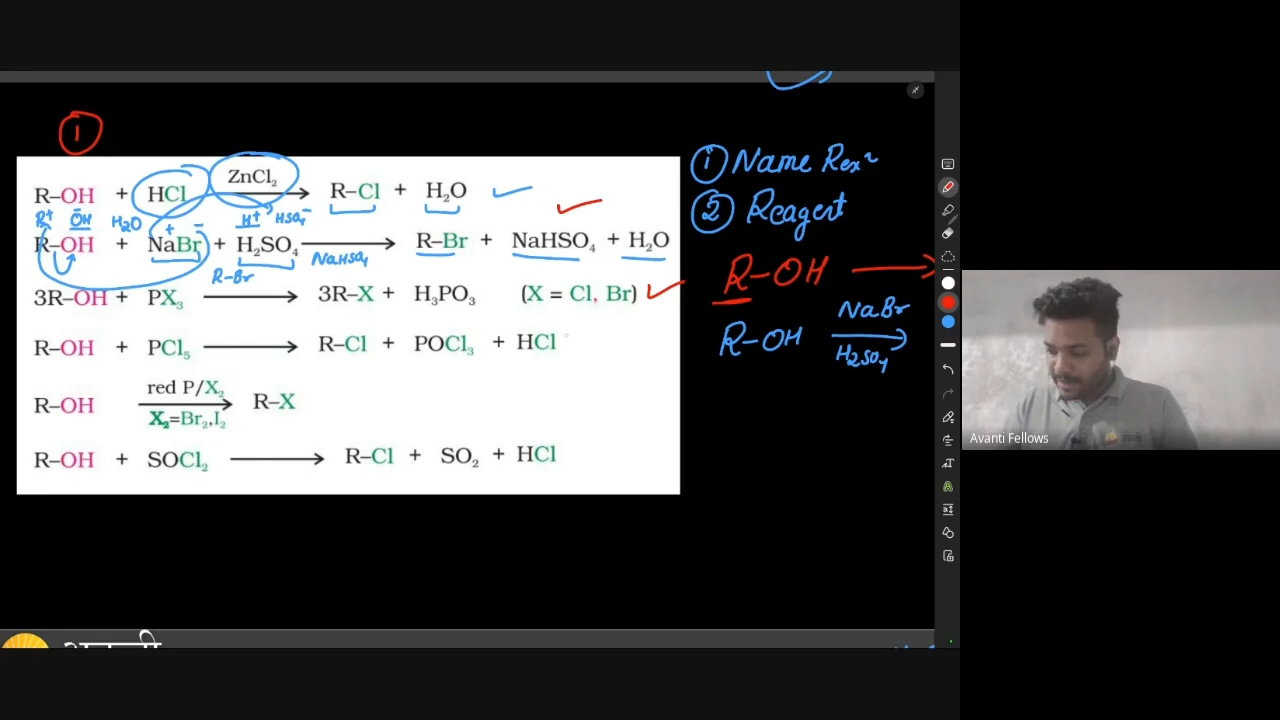 ①
R–OH + HCl ZnCl₂ → R–Cl + H₂O
R⁺ ŌH H₂O H⁺ HSO₄⁻
R–OH + NaBr + H₂SO₄ → R–Br + NaHSO₄ + H₂O
R–Br NaHSO₄
3R–OH + PX₃ → 3R–X + H₃PO₃ (X = Cl, Br)
R–OH + PCl₅ → R–Cl + POCl₃ + HCl
R–OH red P/X₂ → R–X
X₂=Br₂,I₂
R–OH + SOCl₂ → R–Cl + SO₂ + HCl
① Name Rexⁿ
② Reagent
R–OH →
R–OH NaBr →
H₂SO₄
Avanti Fellows